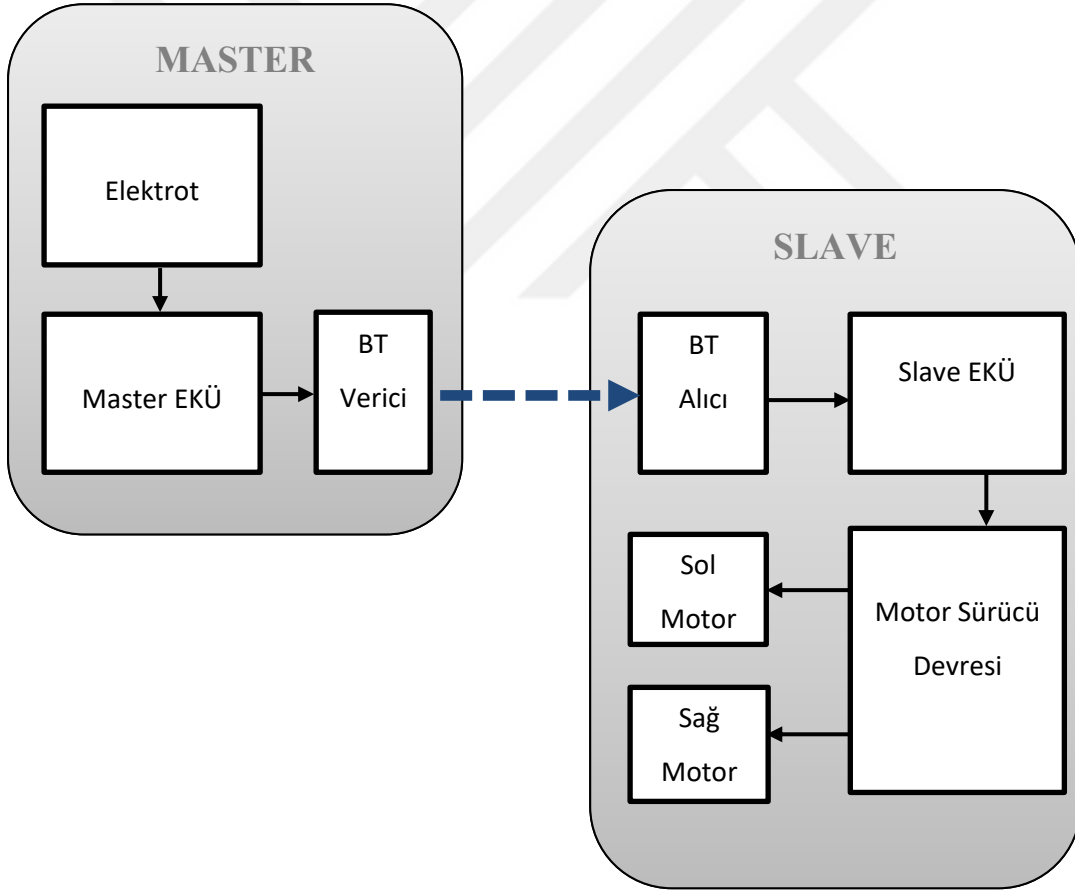 MASTER
Elektrot
Master EKÜ
BT
Verici
SLAVE
BT
Alıcı
Slave EKÜ
Sol
Motor
Motor Sürücü
Devresi
Sağ
Motor